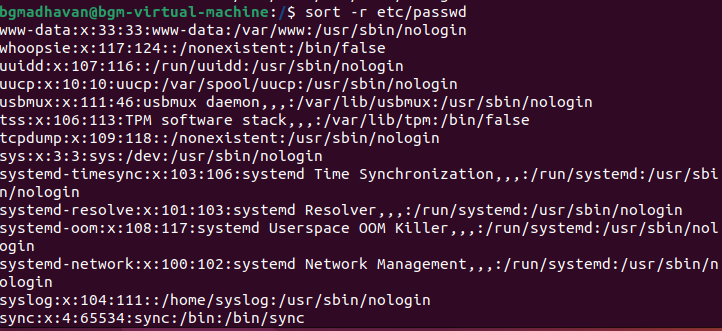 bgmadhavan@bgm-virtual-machine:/$ sort -r etc/passwd
www-data:x:33:33:www-data:/var/www:/usr/sbin/nologin
whoopsie:x:117:124::/nonexistent:/bin/false
uuidd:x:107:116::/run/uuidd:/usr/sbin/nologin
uucp:x:10:10:uucp:/var/spool/uucp:/usr/sbin/nologin
usbmux:x:111:46:usbmux daemon,,,:/var/lib/usbmux:/usr/sbin/nologin
tss:x:106:113:TPM software stack,,,:/var/lib/tpm:/bin/false
tcpdump:x:109:118::/nonexistent:/usr/sbin/nologin
sys:x:3:3:sys:/dev:/usr/sbin/nologin
systemd-timesync:x:103:106:systemd Time Synchronization,,,:/run/systemd:/usr/sbi
n/nologin
systemd-resolve:x:101:103:systemd Resolver,,,:/run/systemd:/usr/sbin/nologin
systemd-oom:x:108:117:systemd Userspace OOM Killer,,,:/run/systemd:/usr/sbin/nol
ogin
systemd-network:x:100:102:systemd Network Management,,,:/run/systemd:/usr/sbin/n
ologin
syslog:x:104:111::/home/syslog:/usr/sbin/nologin
sync:x:4:65534:sync:/bin:/bin/sync